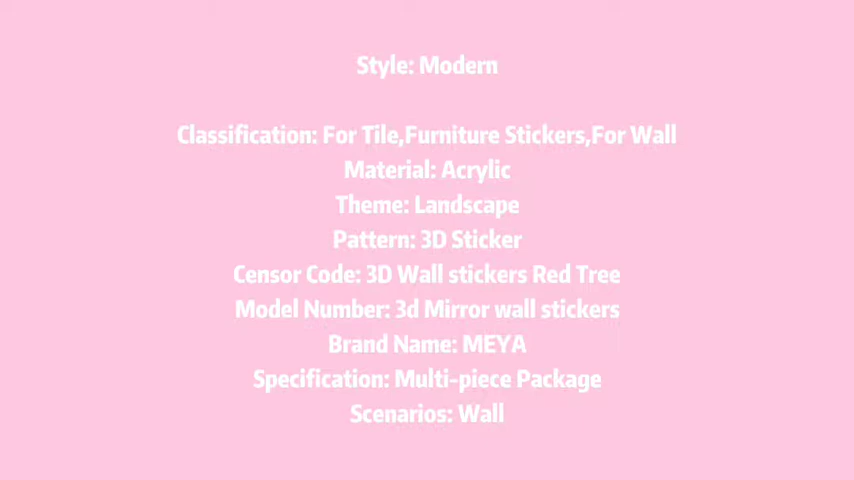 Style: Modern
Classification: For Tile,Furniture Stickers,For Wall
Material: Acrylic
Theme: Landscape
Pattern: 3D Sticker
Censor Code: 3D Wall stickers Red Tree
Model Number: 3d Mirror wall stickers
Brand Name: MEYA
Specification: Multi-piece Package
Scenarios: Wall